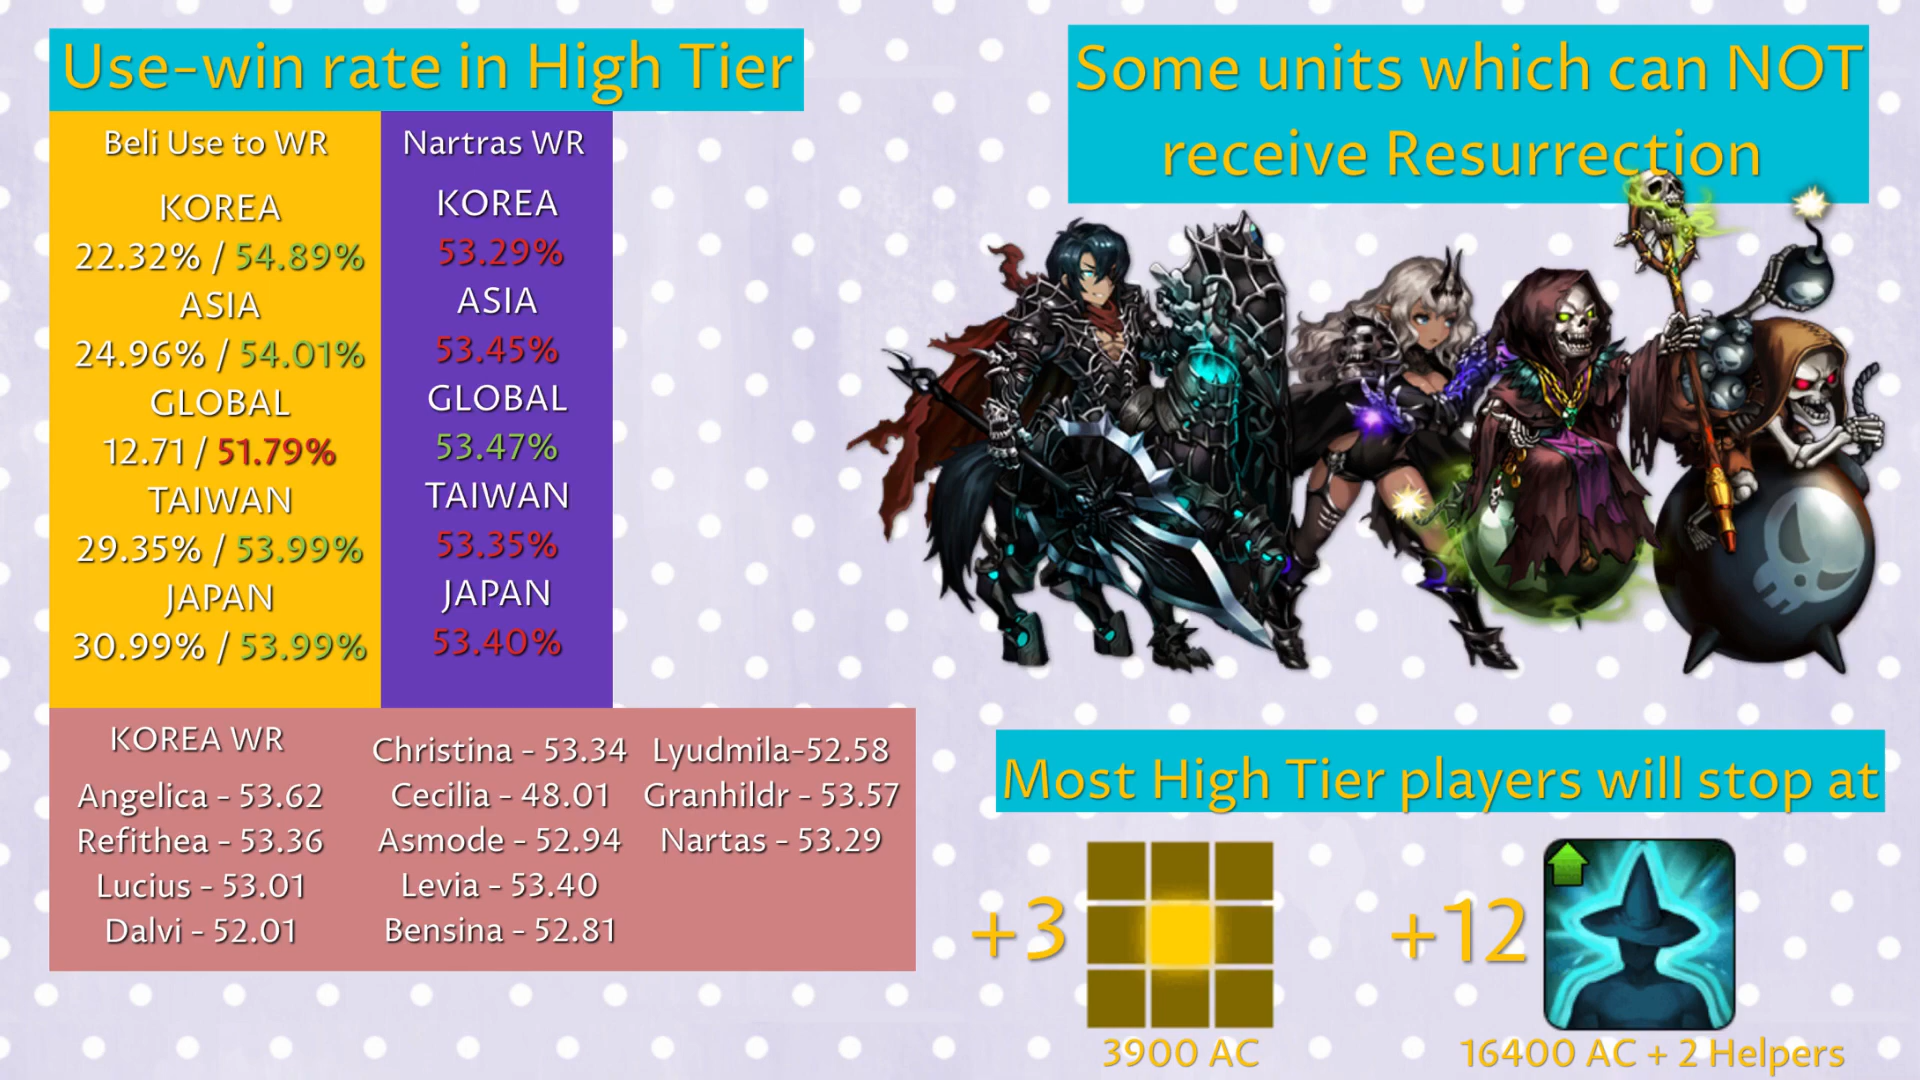 Use-win rate in High Tier
Beli Use to WR
KOREA
22.32% / 54.89%
ASIA
24.96% / 54.01%
GLOBAL
12.71 / 51.79%
TAIWAN
29.35% / 53.99%
JAPAN
30.99% / 53.99%
Nartras WR
KOREA
53.29%
ASIA
53.45%
GLOBAL
53.47%
TAIWAN
53.35%
JAPAN
53.40%
KOREA WR
Angelica - 53.62
Refithea - 53.36
Lucius - 53.01
Dalvi - 52.01
Christina - 53.34
Cecilia - 48.01
Asmode - 52.94
Levia - 53.40
Bensina - 52.81
Lyudmila-52.58
Granhildr - 53.57
Nartas - 53.29
Some units which can NOT
receive Resurrection
Most High Tier players will stop at
+3
3900 AC
+12
16400 AC + 2 Helpers